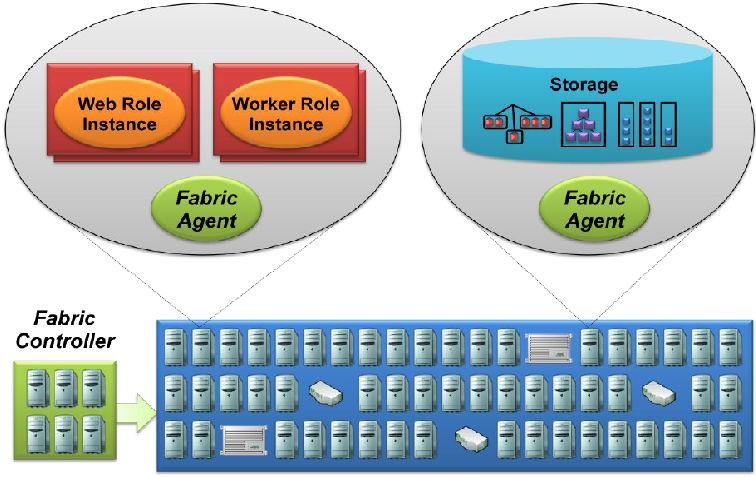 Web Role
Instance
Worker Role
Instance
Fabric
Agent
Storage
Fabric
Agent
Fabric
Controller